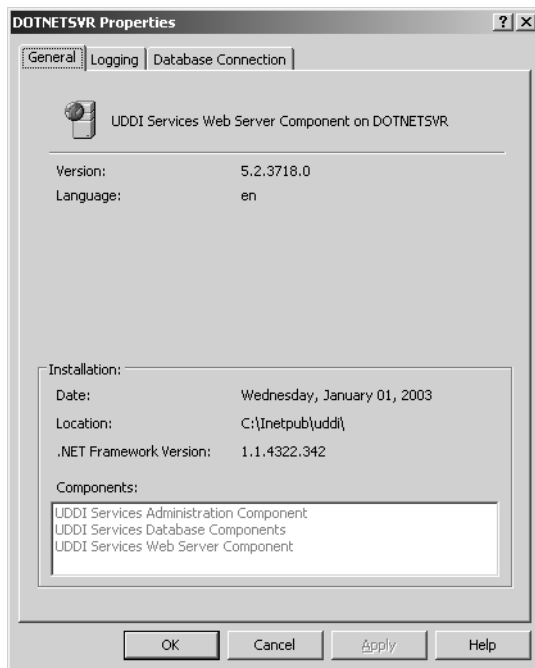 DOTNETSVR Properties
General Logging Database Connection
UDDI Services Web Server Component on DOTNETSVR
Version: 5.2.3718.0
Language: en
Installation:
Date: Wednesday, January 01, 2003
Location: C:\Inetpub\uddi\
.NET Framework Version: 1.1.4322.342
Components:
UDDI Services Administration Component
UDDI Services Database Components
UDDI Services Web Server Component
OK Cancel Apply Help